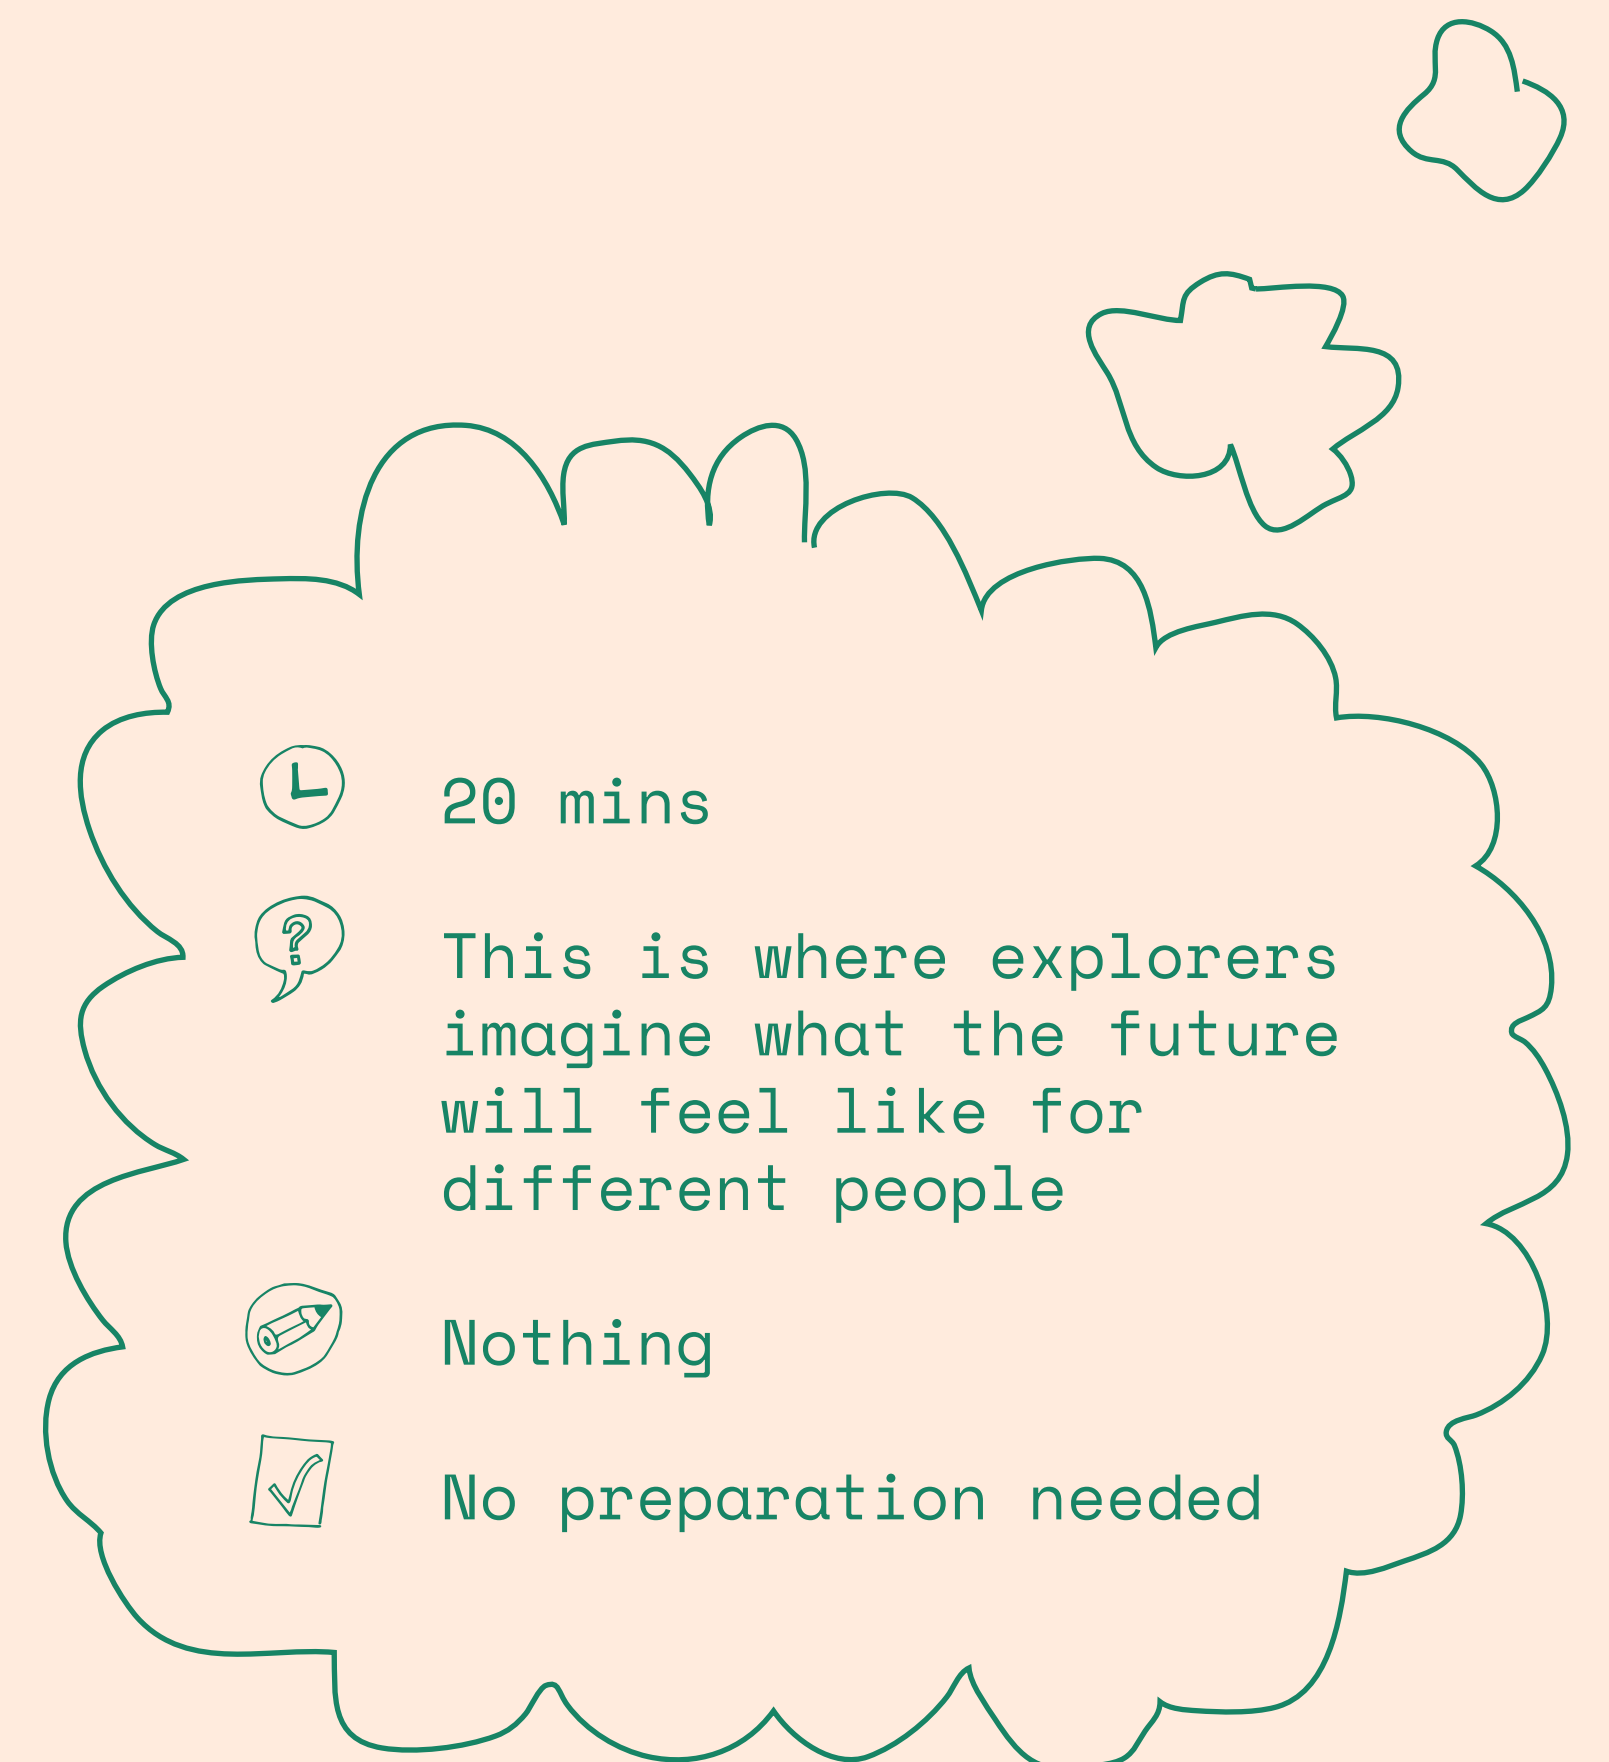 20 mins
?
This is where explorers
imagine what the future
will feel like for
different people
Nothing
No preparation needed